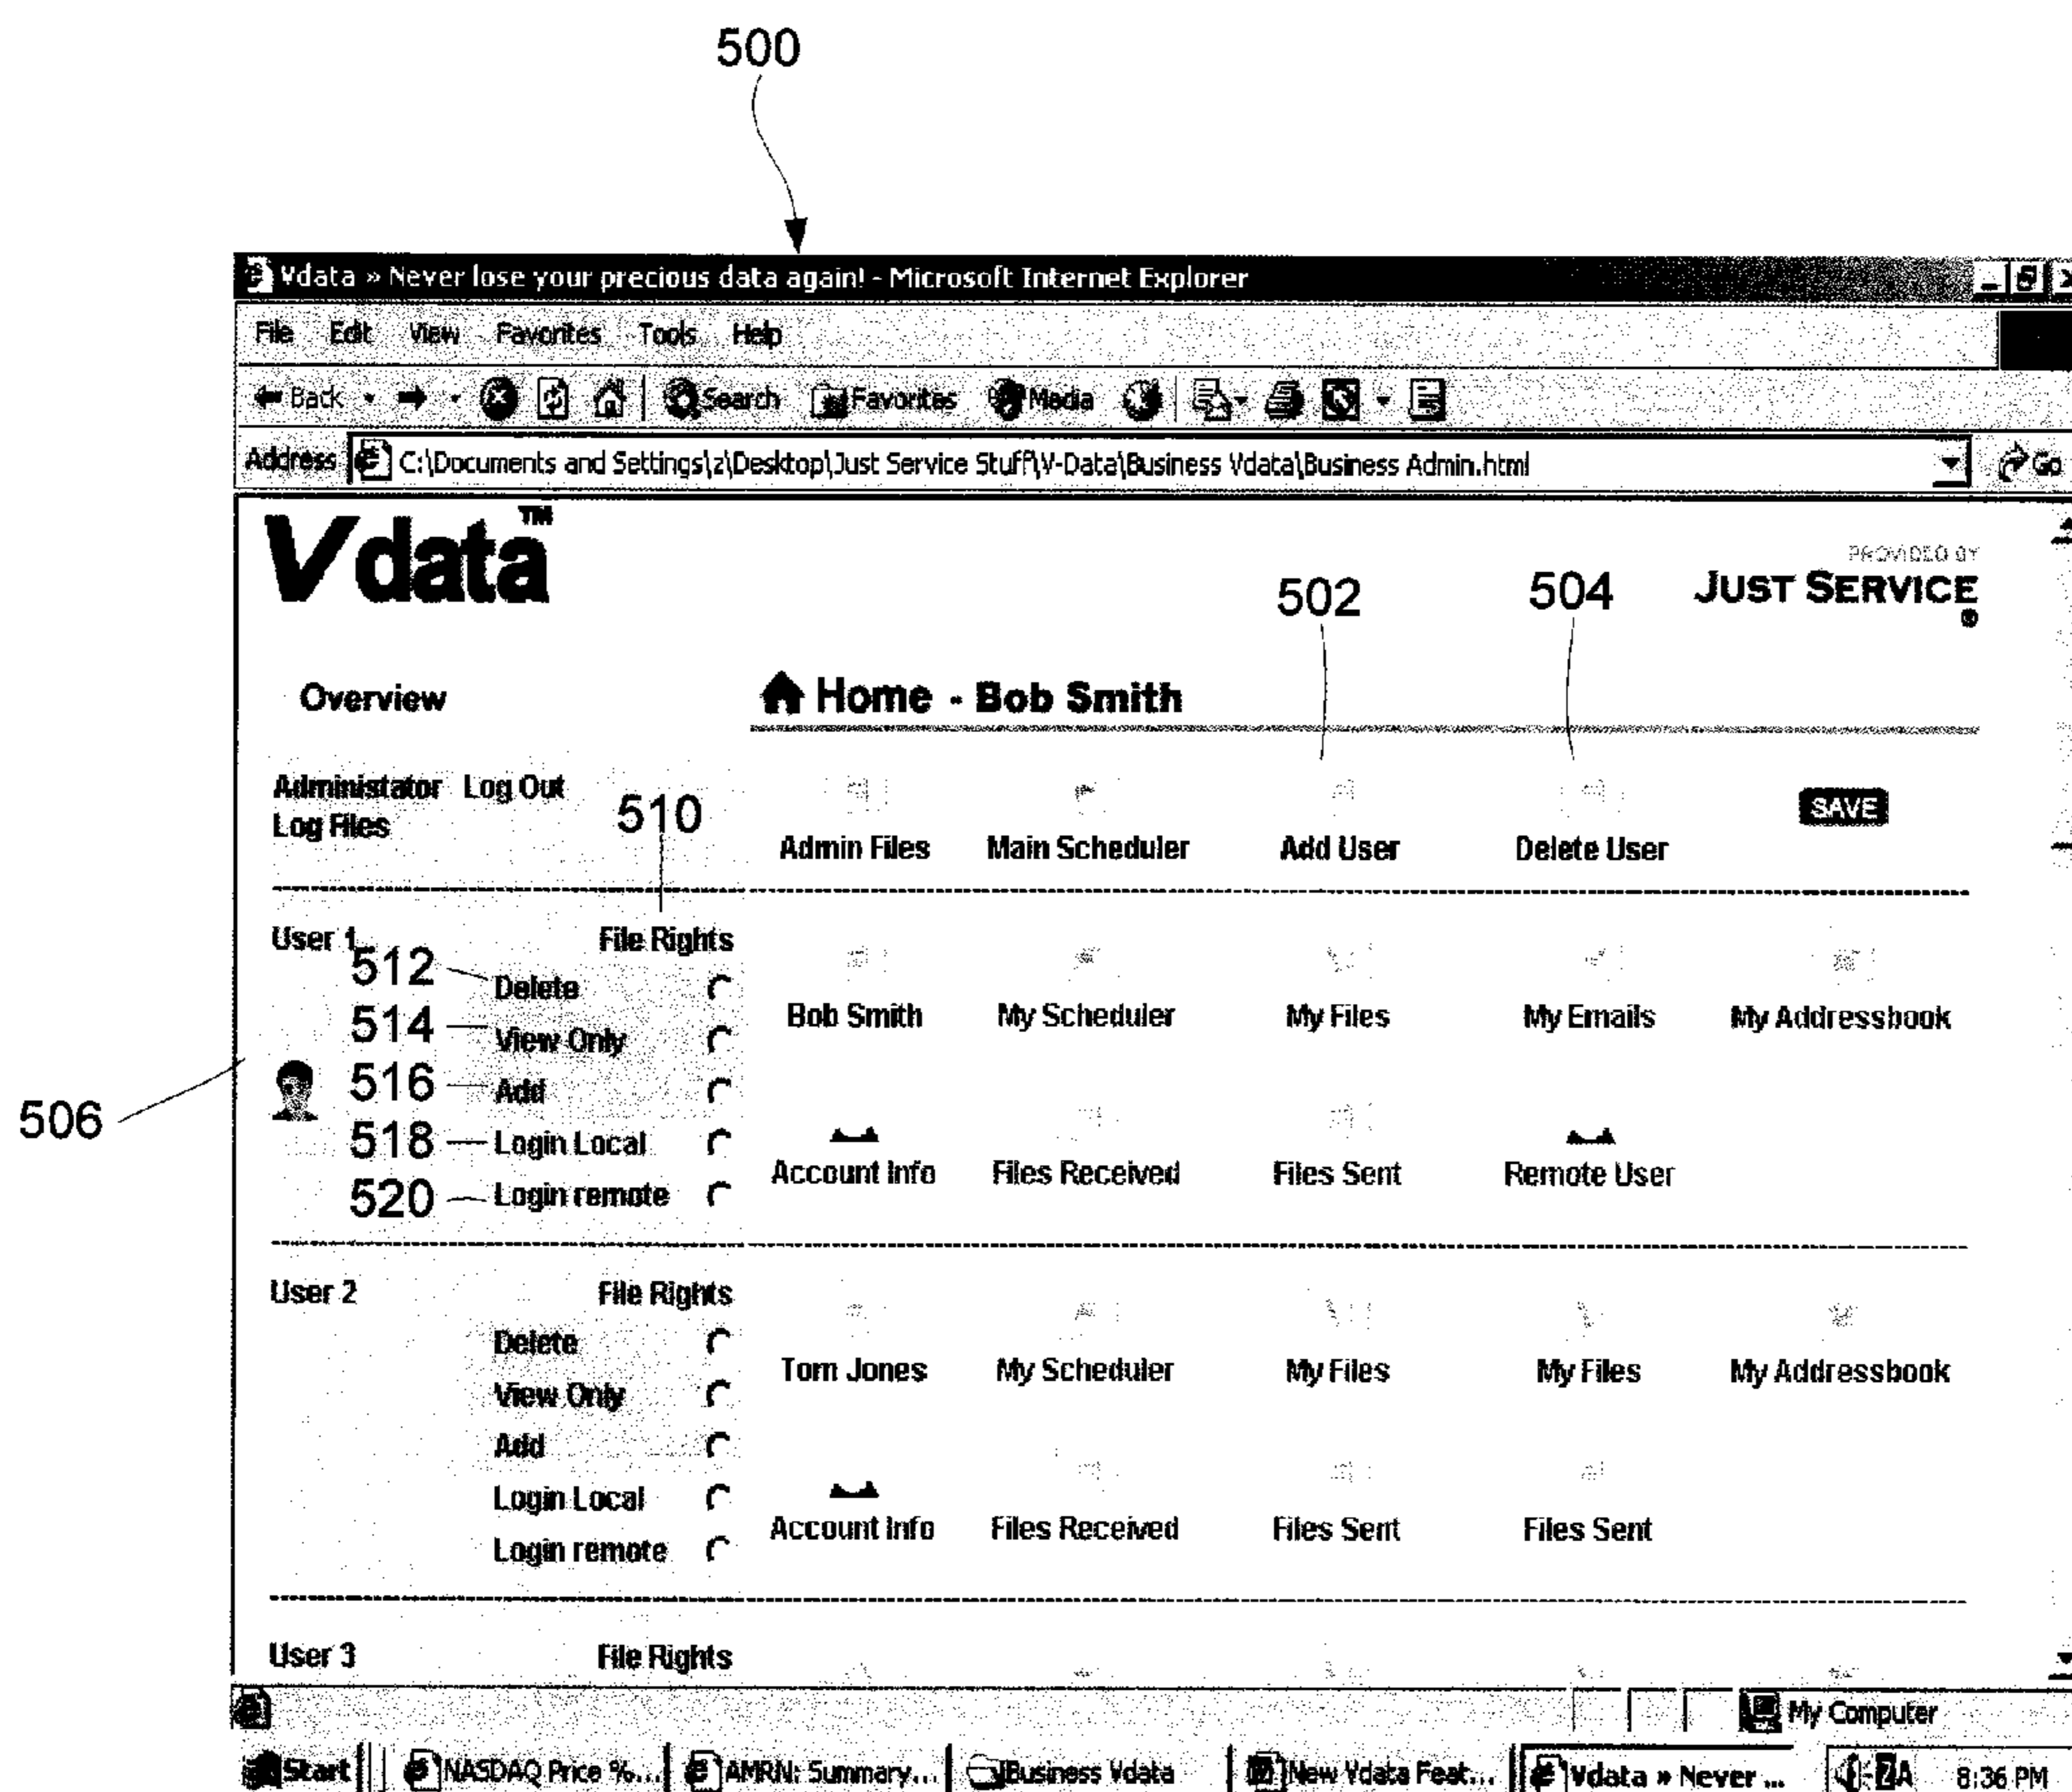 500
Vdata » Never lose your precious data again! - Microsoft Internet Explorer
File Edit View Favorites Tools Help
Back Search Favorites Media
Address C:\Documents and Settings\z\Desktop\Just Service Stuff\V-Data\Business Vdata\Business Admin.html Go
Vdata™
PROVIDED BY
JUST SERVICE
®
502 504
Overview Home - Bob Smith
Administator Log Out
Log Files
510
Admin Files Main Scheduler Add User Delete User SAVE
User 1 File Rights
512 Delete
514 View Only
516 Add
518 Login Local
520 Login remote
506
Bob Smith My Scheduler My Files My Emails My Addressbook
Account Info Files Received Files Sent Remote User
User 2 File Rights
Delete
View Only
Add
Login Local
Login remote
Tom Jones My Scheduler My Files My Files My Addressbook
Account Info Files Received Files Sent Files Sent
User 3 File Rights
My Computer
Start NASDAQ Price %... AMRN: Summary... Business Vdata New Vdata Feat... Vdata » Never ... 8:36 PM